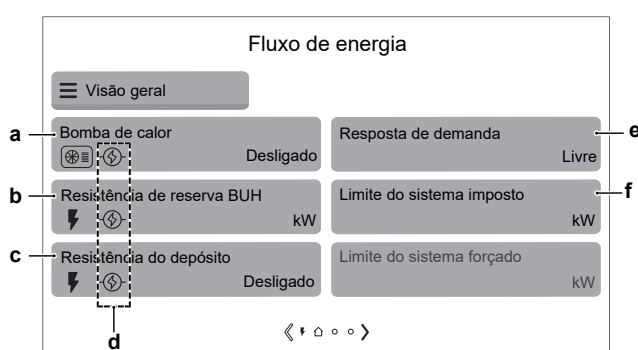 Fluxo de energia
Visão geral
a
Bomba de calor
Desligado
Resposta de demanda
Livre
e
b
Resistência de reserva BUH
kW
Limite do sistema imposto
kW
f
c
Resistência do depósito
Desligado
Limite do sistema forçado
kW
d